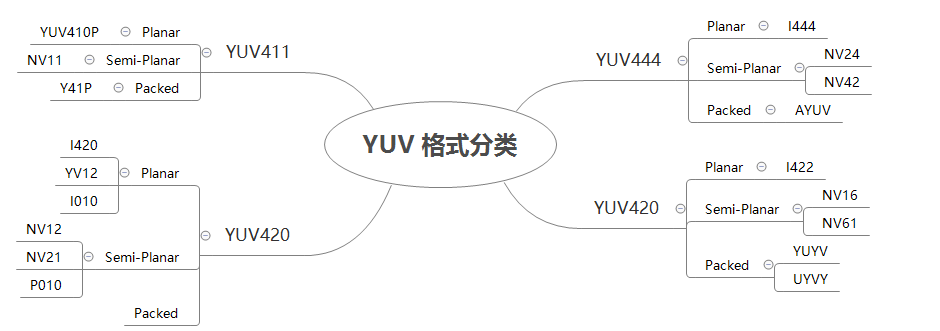 YUV 格式分类
YUV411
Planar
YUV410P
Semi-Planar
NV11
Packed
Y41P
YUV420
Planar
I420
YV12
I010
Semi-Planar
NV12
NV21
P010
Packed
YUV444
Planar
I444
Semi-Planar
NV24
NV42
Packed
AYUV
YUV420
Planar
I422
Semi-Planar
NV16
NV61
Packed
YUYV
UYVY